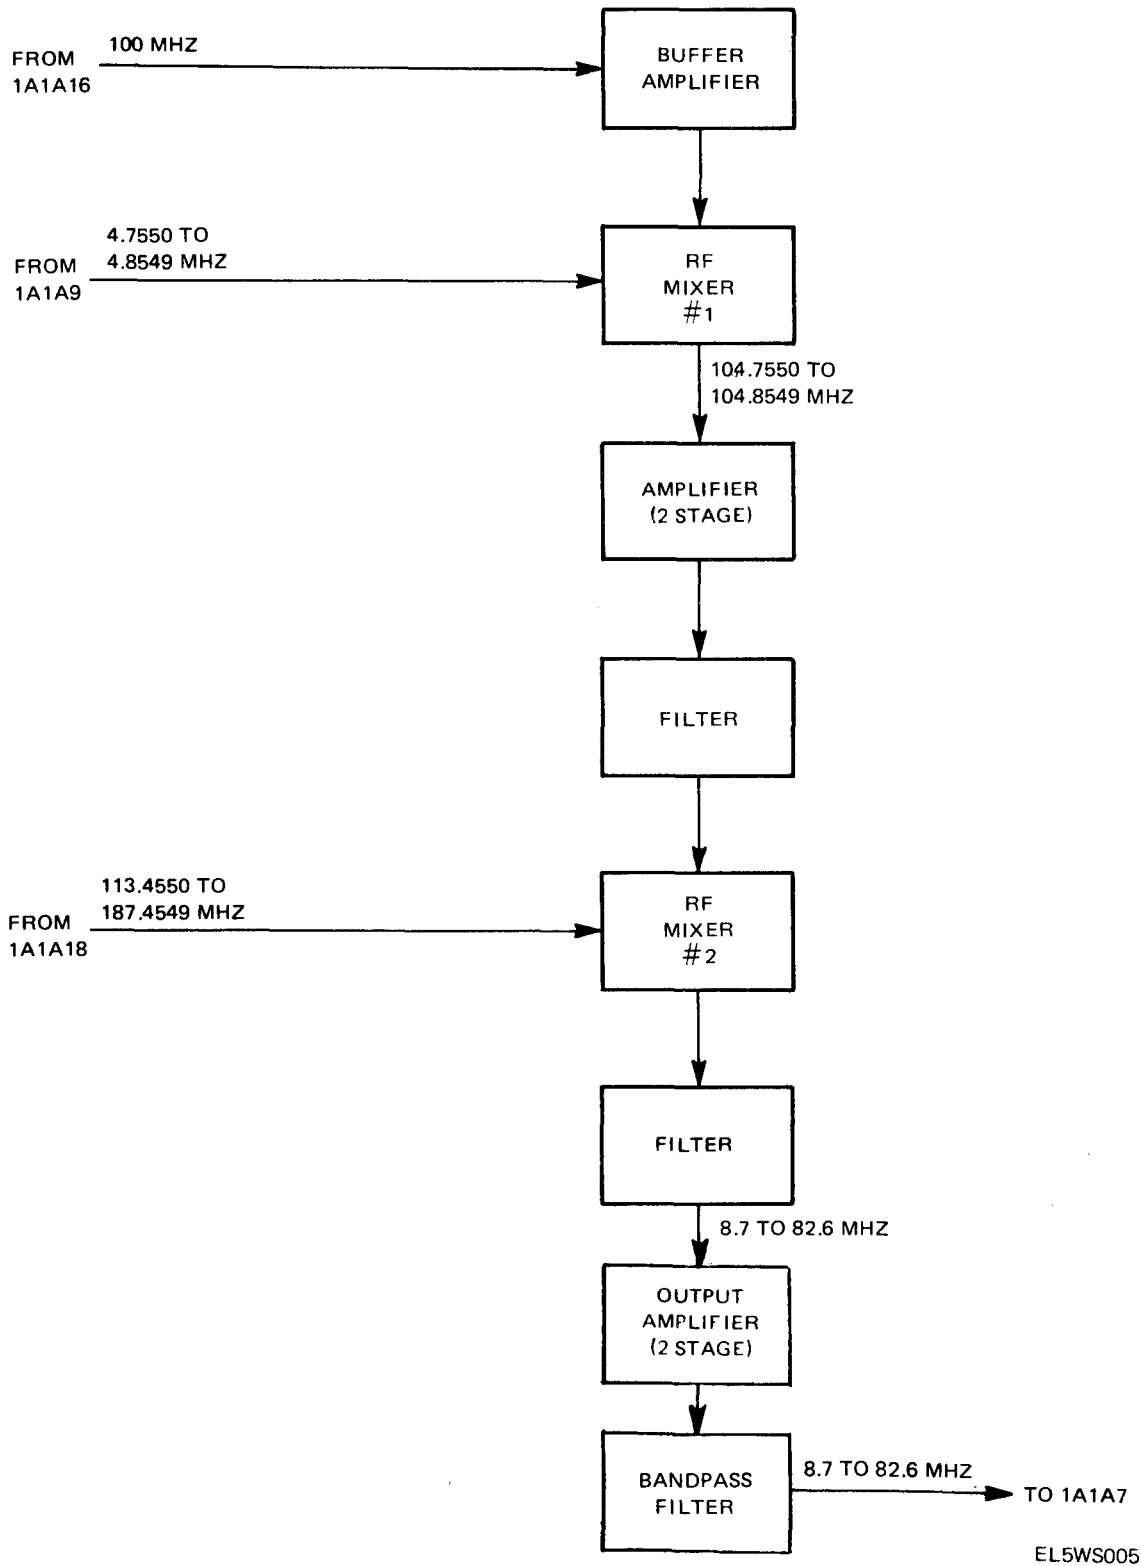 FROM
1A1A16
100 MHZ
BUFFER
AMPLIFIER
FROM
1A1A9
4.7550 TO
4.8549 MHZ
RF
MIXER
#1
104.7550 TO
104.8549 MHZ
AMPLIFIER
(2 STAGE)
FILTER
FROM
1A1A18
113.4550 TO
187.4549 MHZ
RF
MIXER
#2
FILTER
8.7 TO 82.6 MHZ
OUTPUT
AMPLIFIER
(2 STAGE)
BANDPASS
FILTER
8.7 TO 82.6 MHZ
TO 1A1A7
EL5WS005